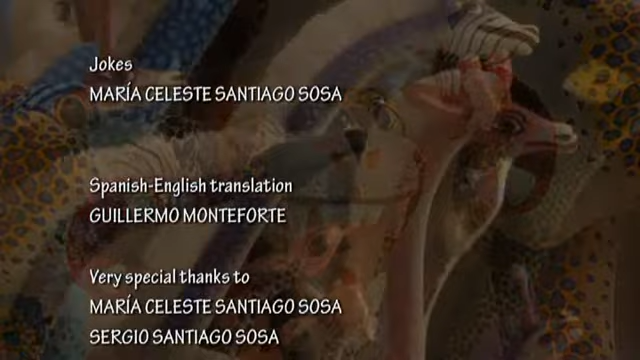 Jokes
MARÍA CELESTE SANTIAGO SOSA
Spanish-English translation
GUILLERMO MONTEFORTE
Very special thanks to
MARÍA CELESTE SANTIAGO SOSA
SERGIO SANTIAGO SOSA